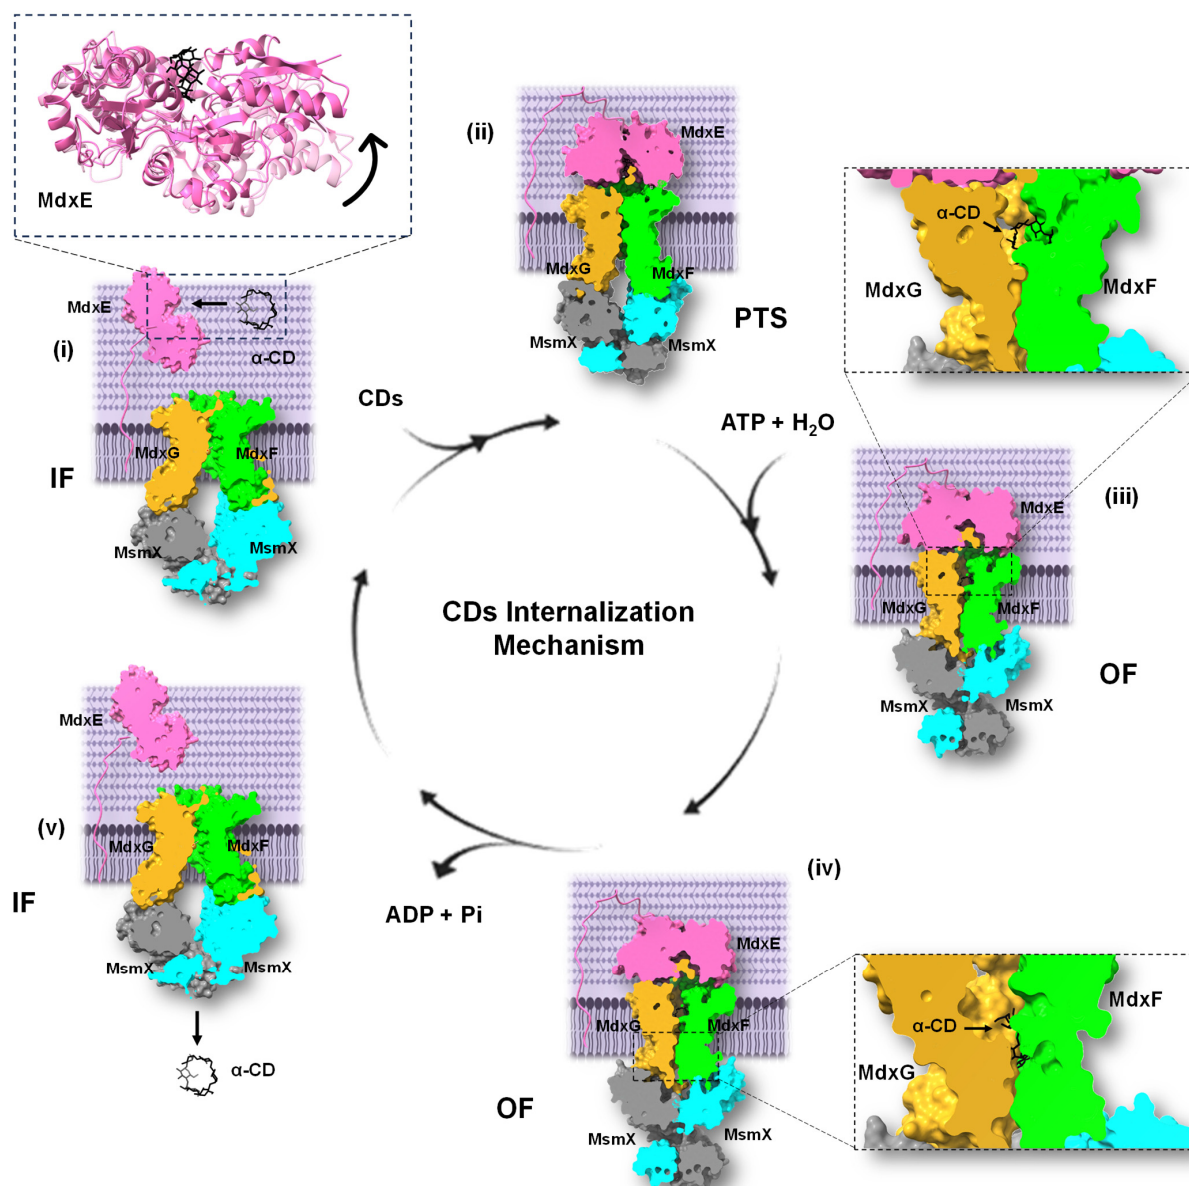 MdxE
MdxE
(i)
α-CD
MdxG
MdxF
IF
MsmX
MsmX
(ii)
MdxE
MdxG
MdxF
PTS
MsmX
MsmX
CDs
ATP + H₂O
α-CD
MdxG
MdxF
(iii)
MdxE
MdxG
MdxF
OF
MsmX
MsmX
CDs Internalization
Mechanism
MdxE
(v)
MdxG
MdxF
IF
MsmX
MsmX
α-CD
ADP + Pi
(iv)
MdxE
MdxG
MdxF
OF
MsmX
MsmX
MdxF
α-CD
MdxG